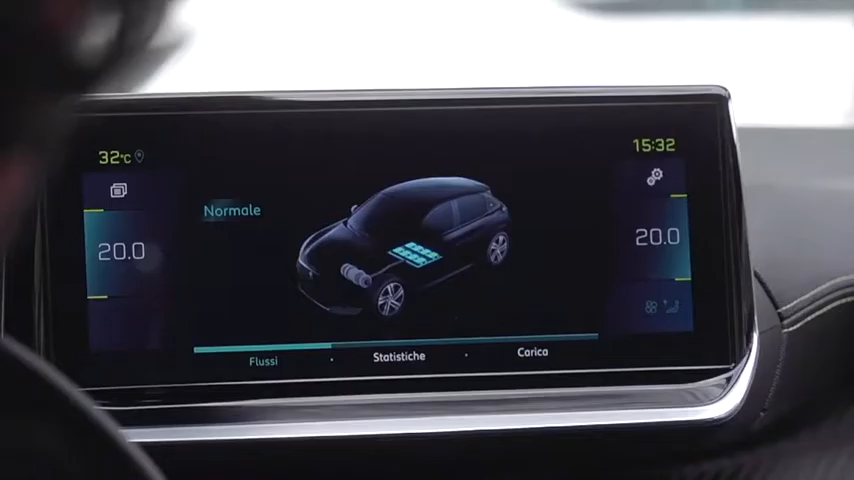 32°C
15:32
Normale
20.0
20.0
Flussi • Statistiche • Carica